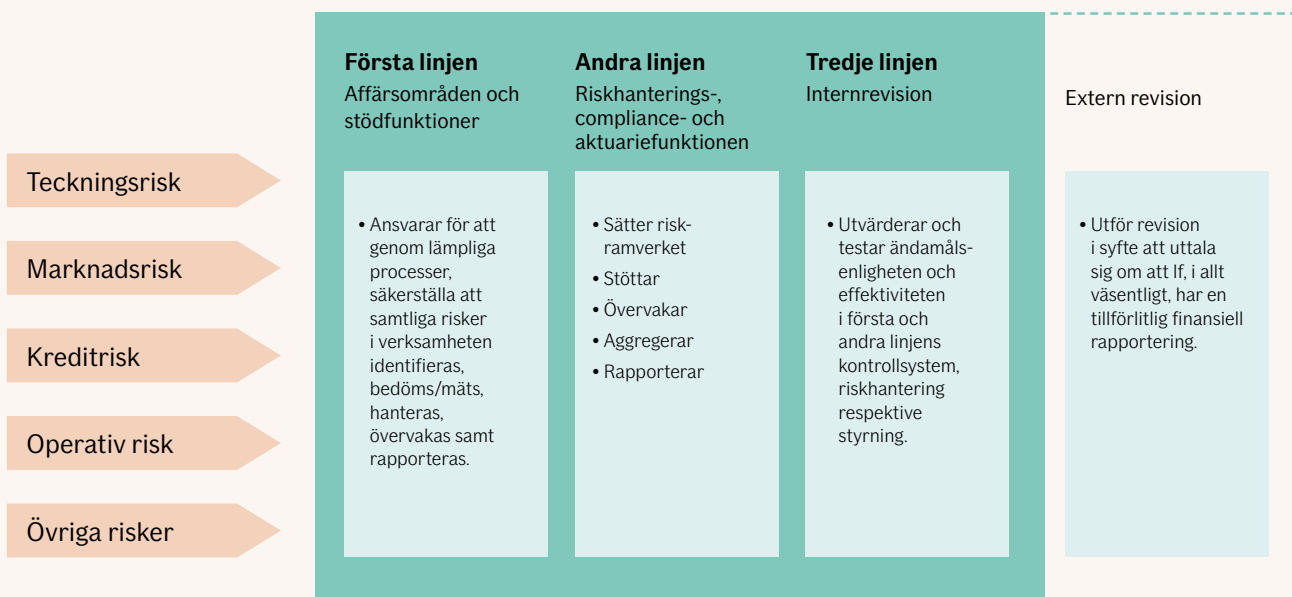 Teckningsrisk
Marknadsrisk
Kreditrisk
Operativ risk
Övriga risker
Första linjen
Affärsområden och
stödfunktioner
• Ansvarar för att
genom lämpliga
processer,
säkerställa att
samtliga risker
i verksamheten
identifieras,
bedöms/mäts,
hanteras,
övervakas samt
rapporteras.
Andra linjen
Riskhanterings-,
compliance- och
aktuariefunktionen
• Sätter risk-
ramverket
• Stöttar
• Övervakar
• Aggregerar
• Rapporterar
Tredje linjen
Internrevision
• Utvärderar och
testar ändamåls-
enligheten och
effektiviteten
i första och
andra linjens
kontrollsystem,
riskhantering
respektive
styrning.
Extern revision
• Utför revision
i syfte att uttala
sig om att If, i allt
väsentligt, har en
tillförlitlig finansiell
rapportering.